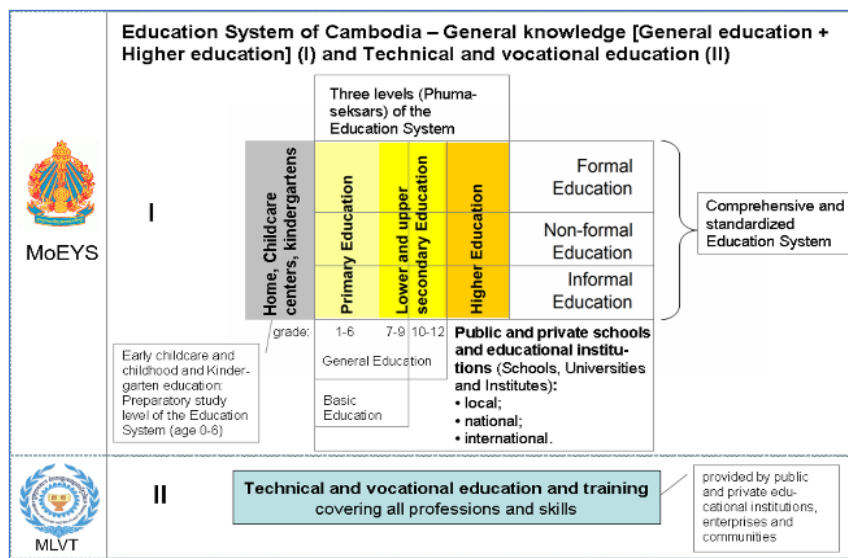 Education System of Cambodia – General knowledge [General education +
Higher education] (I) and Technical and vocational education (II)
Three levels (Phuma-
seksars) of the
Education System
MoEYS
I
Home, Childcare
centers, kindergartens
Primary Education
Lower and upper
secondary Education
Higher Education
Formal
Education
Non-formal
Education
Informal
Education
Comprehensive and
standardized
Education System
grade:
1-6
7-9
10-12
General Education
Basic
Education
Early childcare and
childhood and Kinder-
garten education:
Preparatory study
level of the Education
System (age 0-6)
Public and private schools
and educational institu-
tions (Schools, Universities
and Institutes):
• local;
• national;
• international.
MLVT
II
Technical and vocational education and training
covering all professions and skills
provided by public
and private edu-
cational institutions,
enterprises and
communities